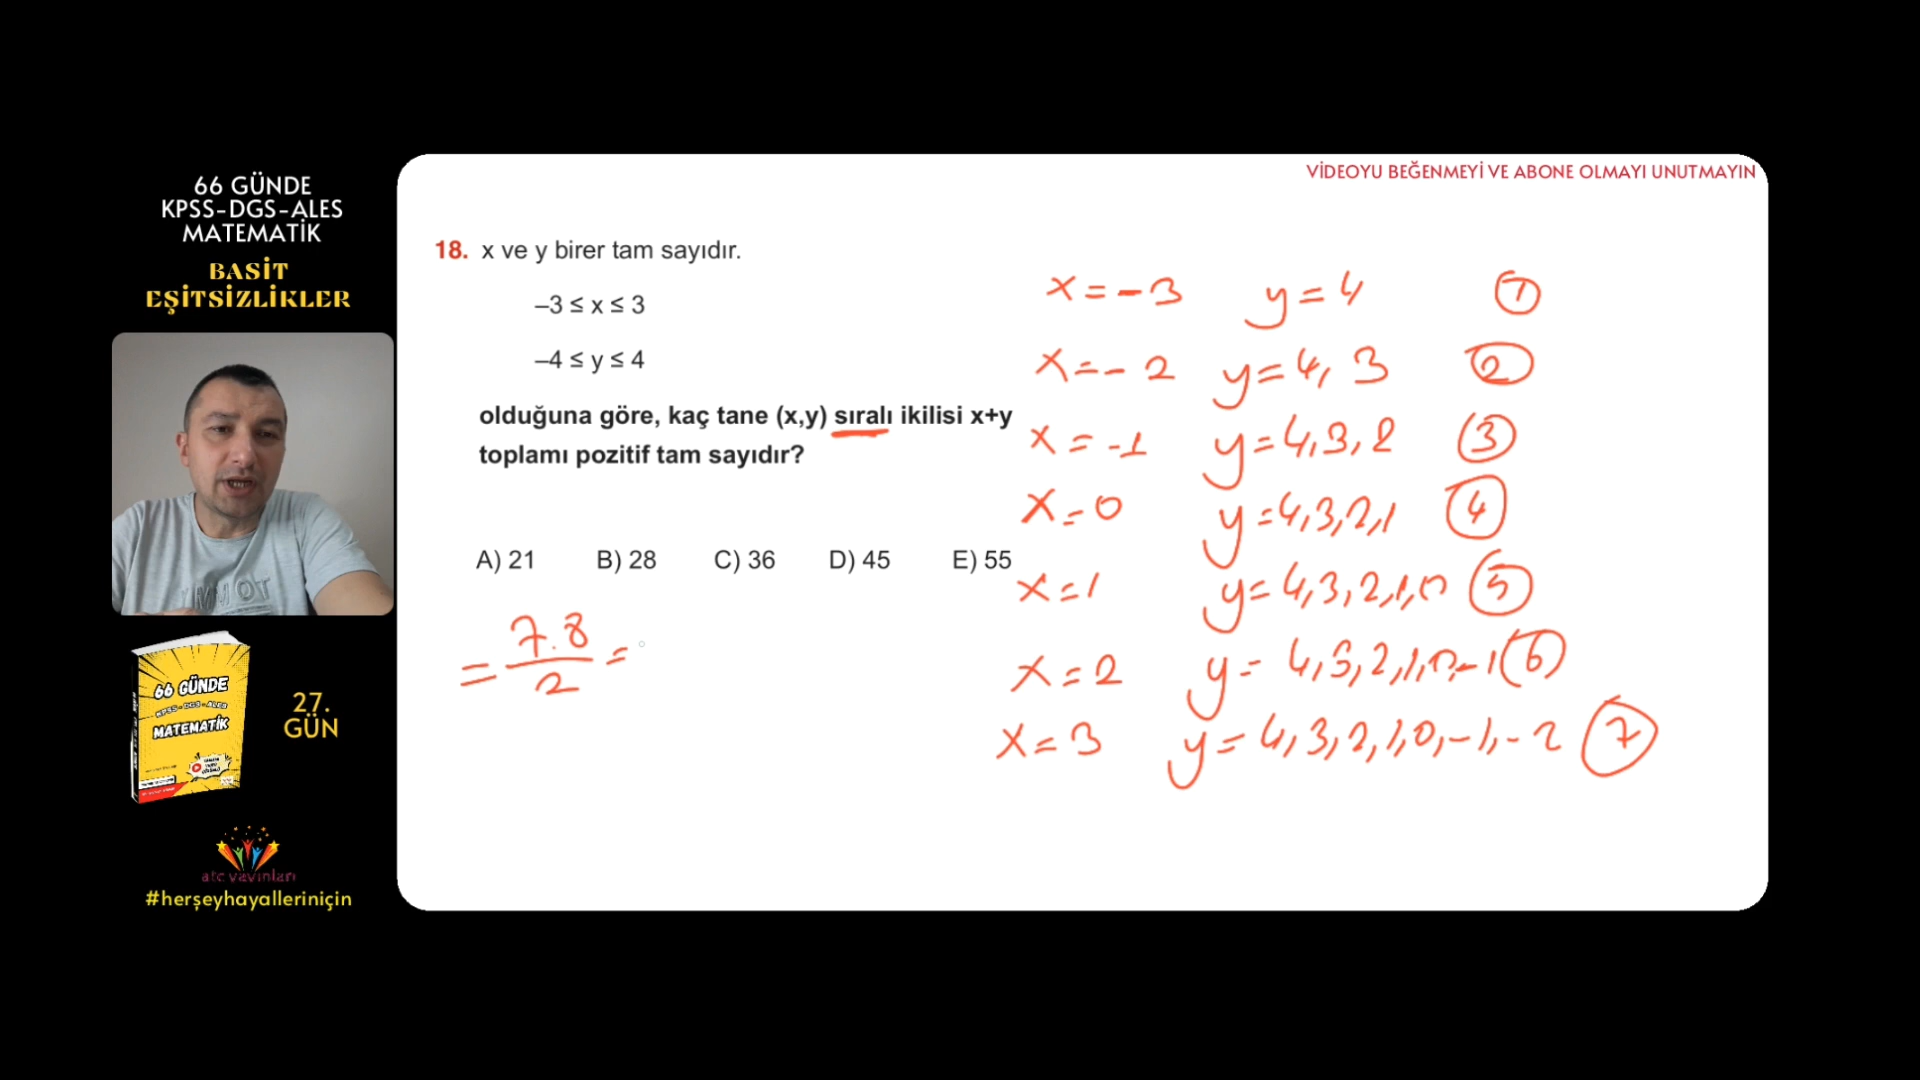 VİDEOYU BEĞENMEYİ VE ABONE OLMAYI UNUTMAYIN
66 GÜNDE
KPSS-DGS-ALES
MATEMATİK
BASİT
EŞİTSİZLİKLER
18. x ve y birer tam sayıdır.
–3 ≤ x ≤ 3
–4 ≤ y ≤ 4
olduğuna göre, kaç tane (x,y) sıralı ikilisi x+y
toplamı pozitif tam sayıdır?
A) 21 B) 28 C) 36 D) 45 E) 55
= 7.8/2 =
x=-3 y=4 1
x=-2 y=4,3 2
x=-1 y=4,3,2 3
x=0 y=4,3,2,1 4
x=1 y=4,3,2,1,0 5
x=2 y=4,3,2,1,0,-1 6
x=3 y=4,3,2,1,0,-1,-2 7
66 GÜNDE
KPSS-DGS-ALES
MATEMATİK
27.
GÜN
atc yayınları
#herşeyhayalleriniçin